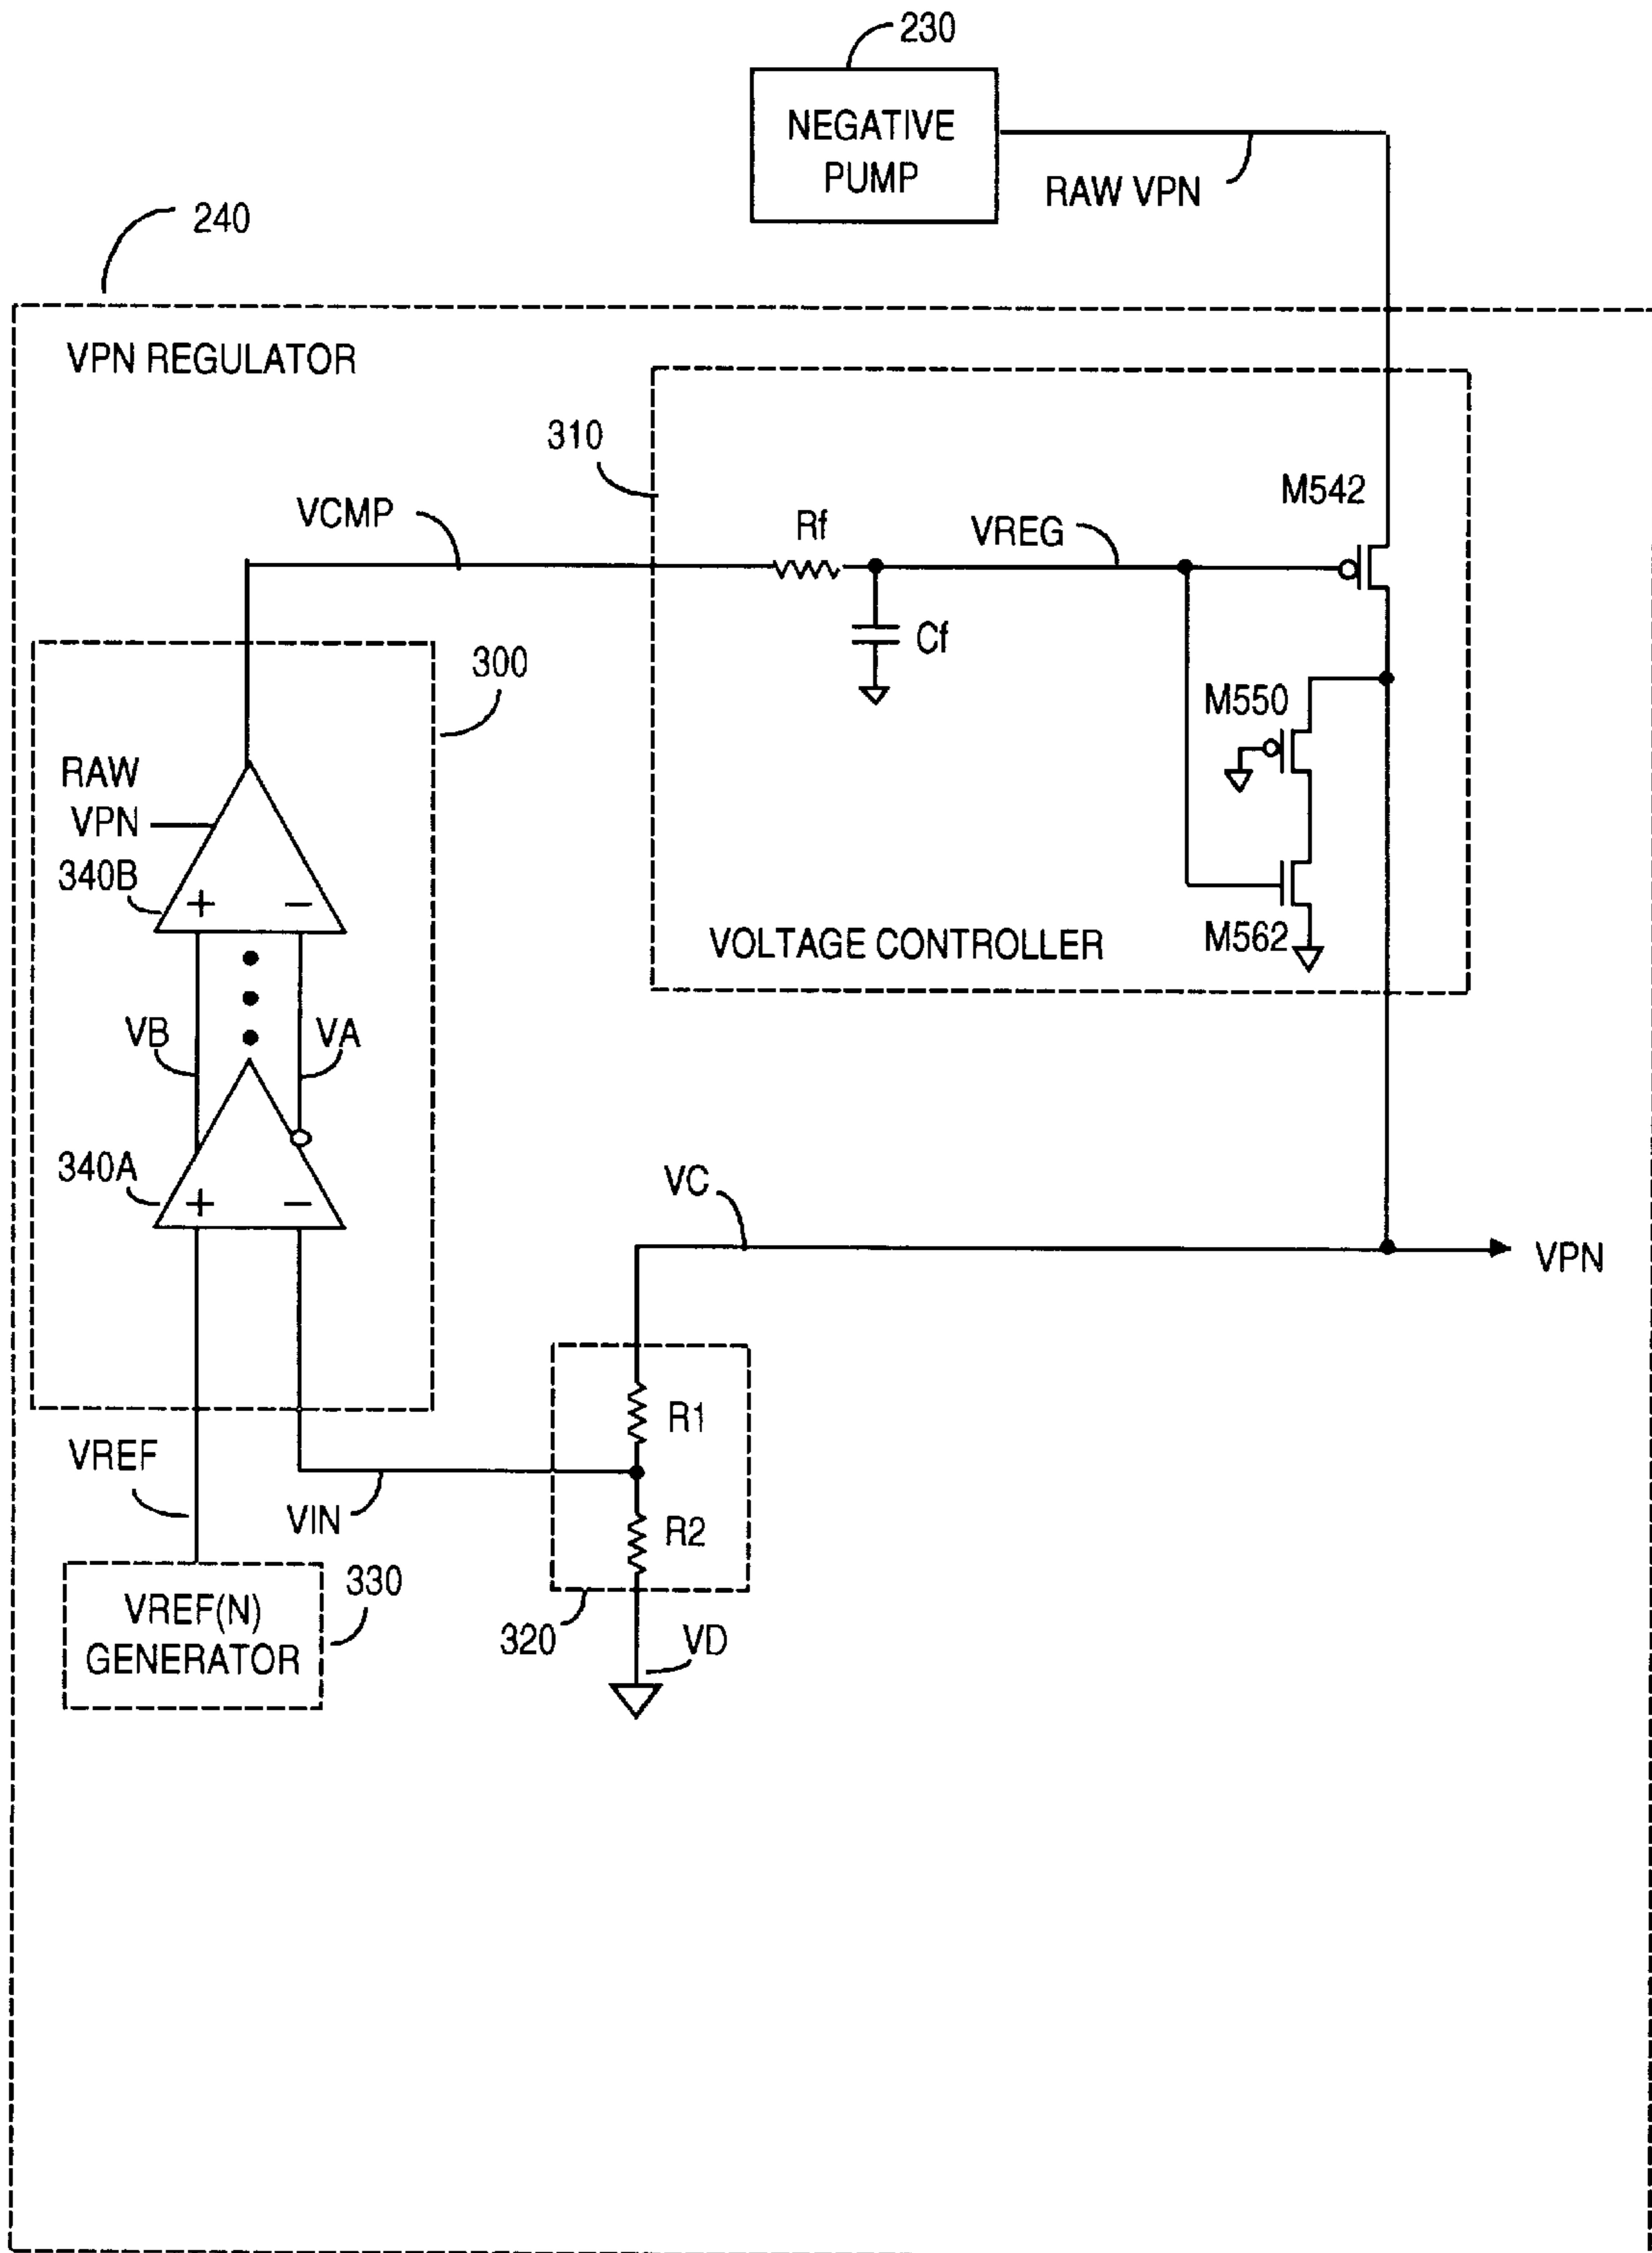 230
NEGATIVE
PUMP
RAW VPN
240
VPN REGULATOR
310
M542
VCMP
Rf
VREG
Cf
300
M550
RAW
VPN
340B
+ −
M562
VOLTAGE CONTROLLER
VB
VA
340A
+ −
VC
VPN
R1
VREF
VIN
R2
330
VREF(N)
GENERATOR
320
VD